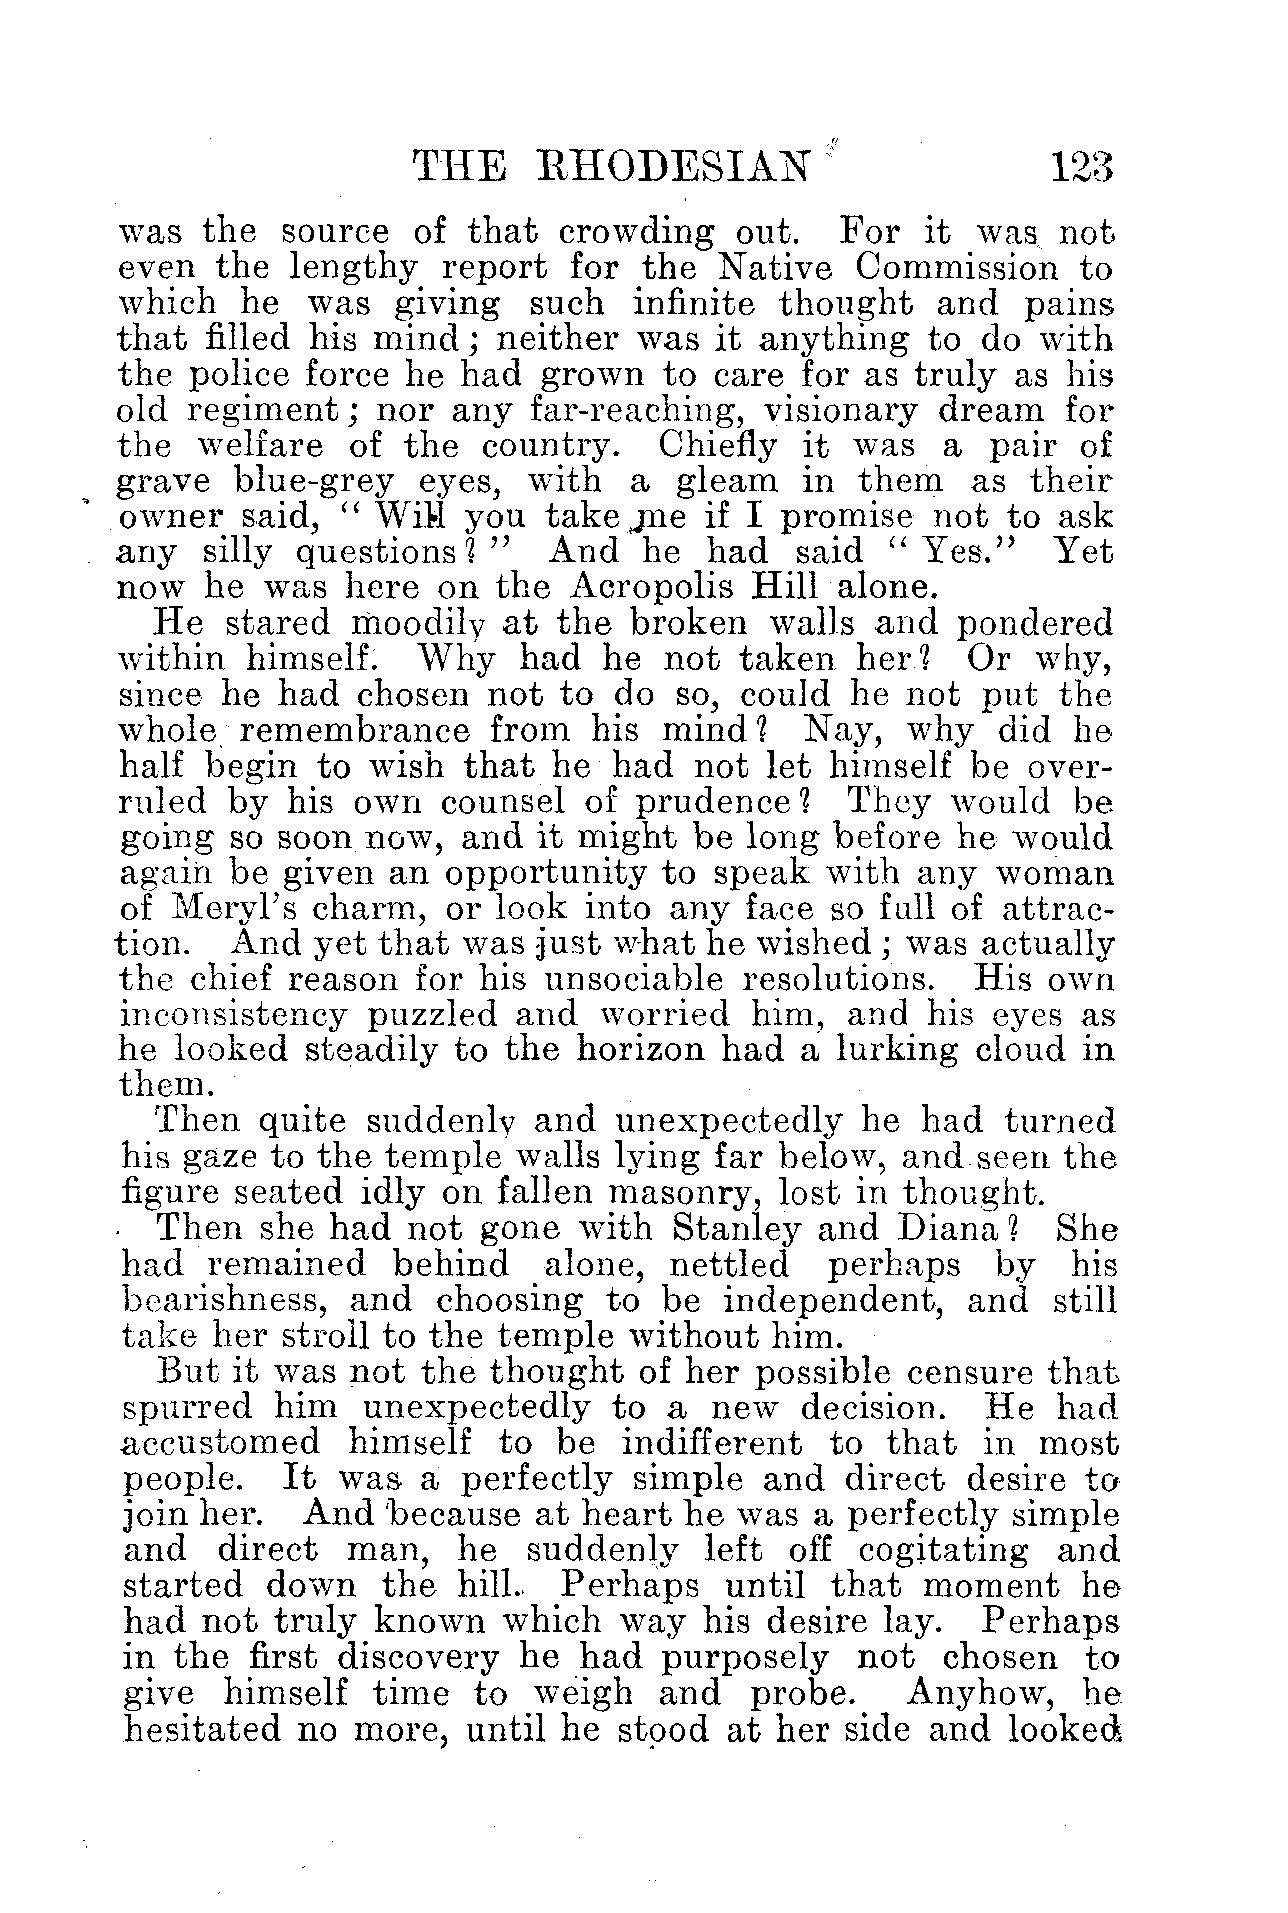 THE RHODESIAN 123
was the source of that crowding out. For it was not
even the lengthy report for the Native Commission to
which he was giving such infinite thought and pains
that filled his mind; neither was it anything to do with
the police force he had grown to care for as truly as his
old regiment; nor any far-reaching, visionary dream for
the welfare of the country. Chiefly it was a pair of
grave blue-grey eyes, with a gleam in them as their
owner said, “ Will you take me if I promise not to ask
any silly questions? ” And he had said “ Yes.” Yet
now he was here on the Acropolis Hill alone.
He stared moodily at the broken walls and pondered
within himself. Why had he not taken her? Or why,
since he had chosen not to do so, could he not put the
whole remembrance from his mind? Nay, why did he
half begin to wish that he had not let himself be over-
ruled by his own counsel of prudence? They would be
going so soon now, and it might be long before he would
again be given an opportunity to speak with any woman
of Meryl’s charm, or look into any face so full of attrac-
tion. And yet that was just what he wished; was actually
the chief reason for his unsociable resolutions. His own
inconsistency puzzled and worried him, and his eyes as
he looked steadily to the horizon had a lurking cloud in
them.
Then quite suddenly and unexpectedly he had turned
his gaze to the temple walls lying far below, and seen the
figure seated idly on fallen masonry, lost in thought.
Then she had not gone with Stanley and Diana? She
had remained behind alone, nettled perhaps by his
bearishness, and choosing to be independent, and still
take her stroll to the temple without him.
But it was not the thought of her possible censure that
spurred him unexpectedly to a new decision. He had
accustomed himself to be indifferent to that in most
people. It was a perfectly simple and direct desire to
join her. And because at heart he was a perfectly simple
and direct man, he suddenly left off cogitating and
started down the hill. Perhaps until that moment he
had not truly known which way his desire lay. Perhaps
in the first discovery he had purposely not chosen to
give himself time to weigh and probe. Anyhow, he
hesitated no more, until he stood at her side and looked